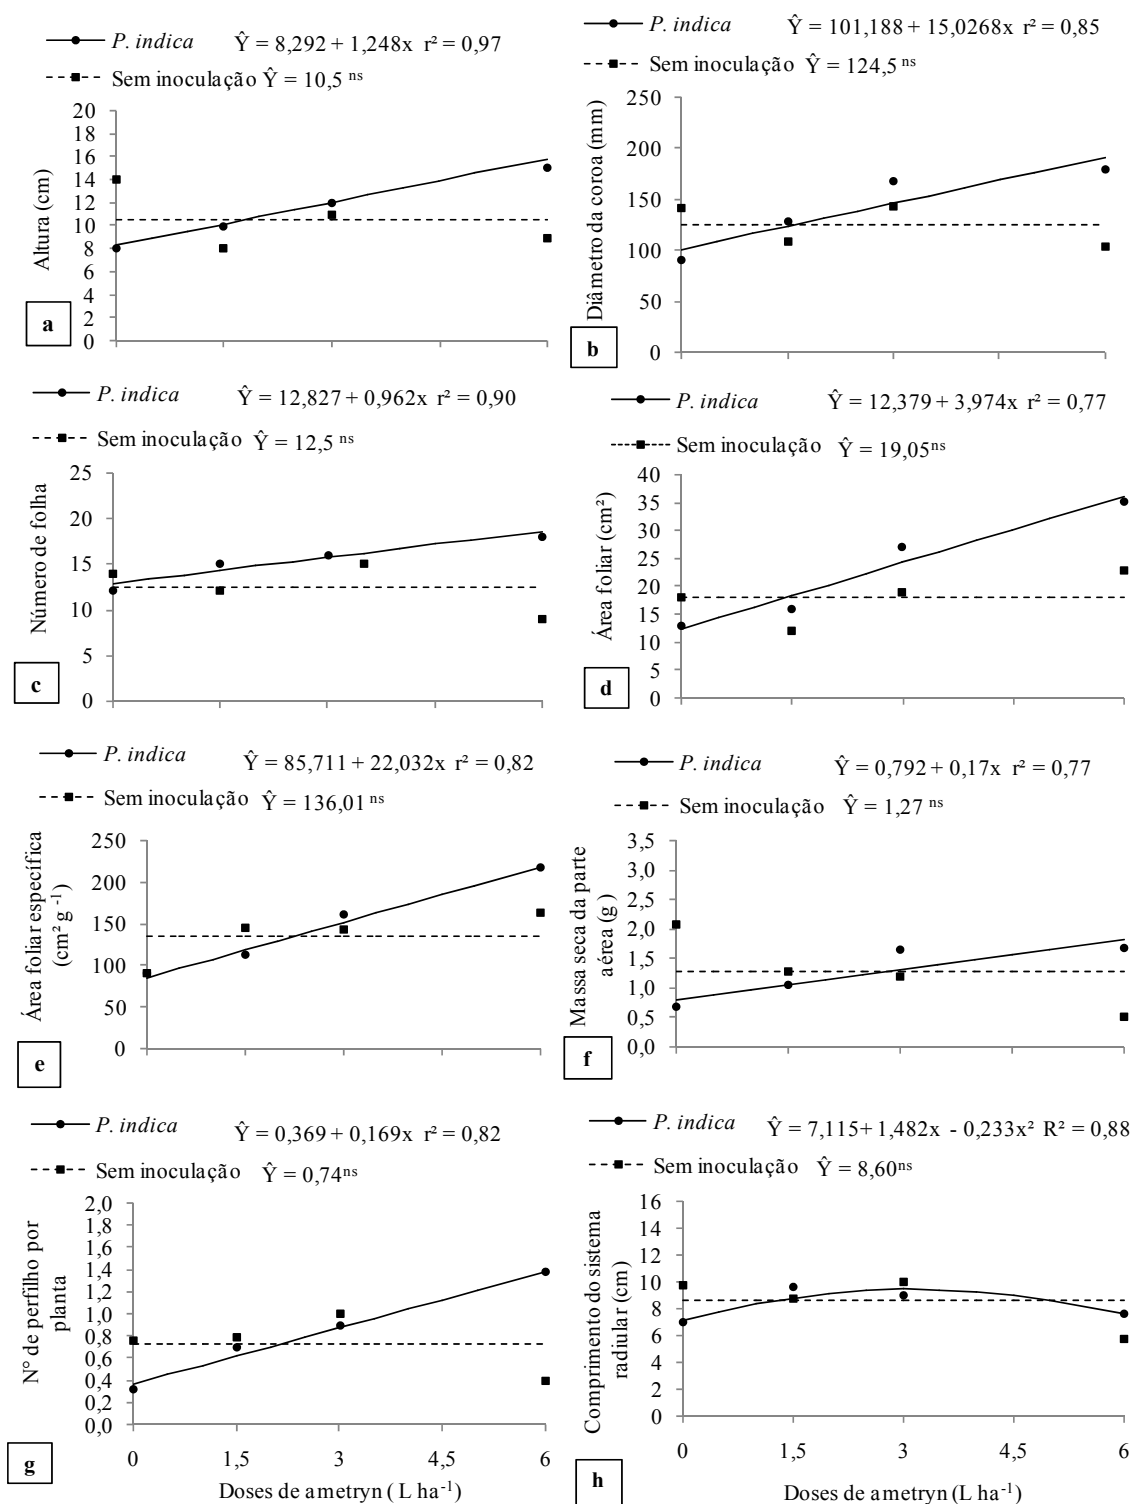 P. indica Ŷ = 8,292 + 1,248x r² = 0,97
Sem inoculação Ŷ = 10,5 ns
20
18
16
14
12
10
8
6
4
2
0
Altura (cm)
a
P. indica Ŷ = 101,188 + 15,0268x r² = 0,85
Sem inoculação Ŷ = 124,5 ns
250
200
150
100
50
0
Diâmetro da coroa (mm)
b
P. indica Ŷ = 12,827 + 0,962x r² = 0,90
Sem inoculação Ŷ = 12,5 ns
25
20
15
10
5
0
Número de folha
c
P. indica Ŷ = 12,379 + 3,974x r² = 0,77
Sem inoculação Ŷ = 19,05ns
40
35
30
25
20
15
10
5
0
Área foliar (cm²)
d
P. indica Ŷ = 85,711 + 22,032x r² = 0,82
Sem inoculação Ŷ = 136,01 ns
250
200
150
100
50
0
Área foliar específica
(cm² g -1)
e
P. indica Ŷ = 0,792 + 0,17x r² = 0,77
Sem inoculação Ŷ = 1,27 ns
3,5
3,0
2,5
2,0
1,5
1,0
0,5
0,0
Massa seca da parte
aérea (g )
f
P. indica Ŷ = 0,369 + 0,169x r² = 0,82
Sem inoculação Ŷ = 0,74ns
2,0
1,8
1,6
1,4
1,2
1,0
0,8
0,6
0,4
0,2
0,0
N° de perfilho por
planta
0 1,5 3 4,5 6
Doses de ametryn ( L ha-1)
g
P. indica Ŷ = 7,115+ 1,482x - 0,233x² R² = 0,88
Sem inoculação Ŷ = 8,60ns
16
14
12
10
8
6
4
2
0
Comprimento do sistema
radiular (cm)
0 1,5 3 4,5 6
Doses de ametryn (L ha-1)
h